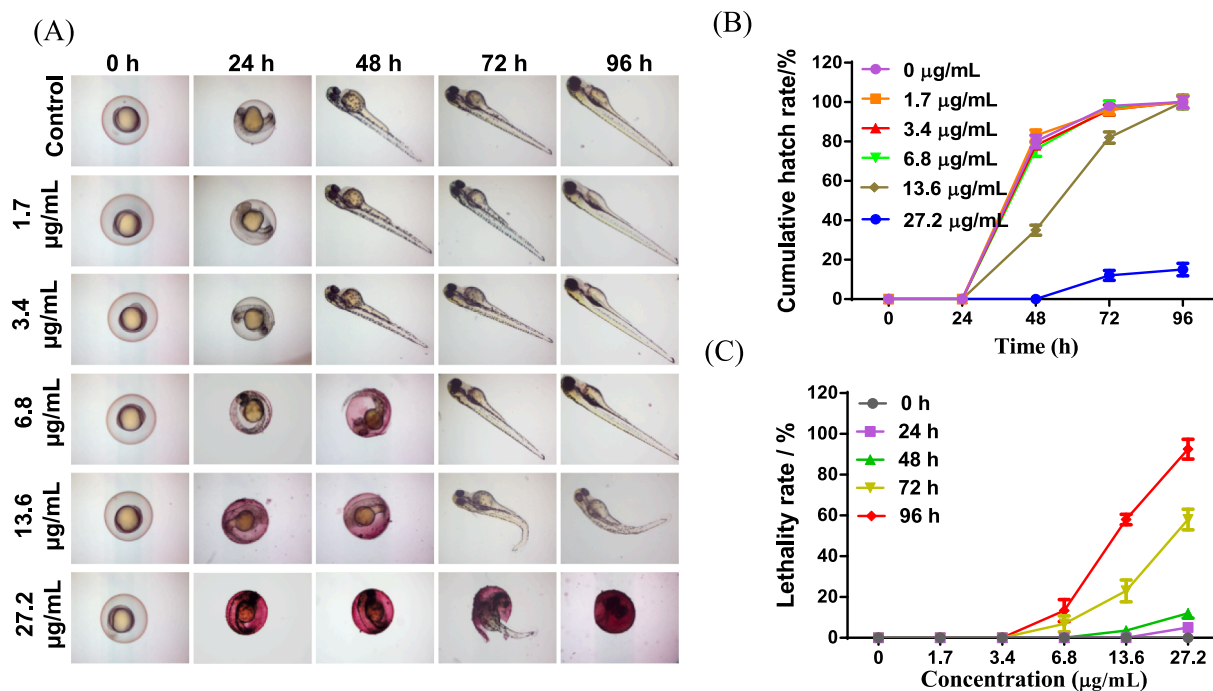 (A)
0 h 24 h 48 h 72 h 96 h
Control
1.7
µg/mL
3.4
µg/mL
6.8
µg/mL
13.6
µg/mL
27.2
µg/mL
(B)
Cumulative hatch rate/%
120
100
80
60
40
20
0
0 µg/mL
1.7 µg/mL
3.4 µg/mL
6.8 µg/mL
13.6 µg/mL
27.2 µg/mL
0 24 48 72 96
Time (h)
(C)
Lethality rate / %
120
100
80
60
40
20
0
0 h
24 h
48 h
72 h
96 h
0 1.7 3.4 6.8 13.6 27.2
Concentration (µg/mL)